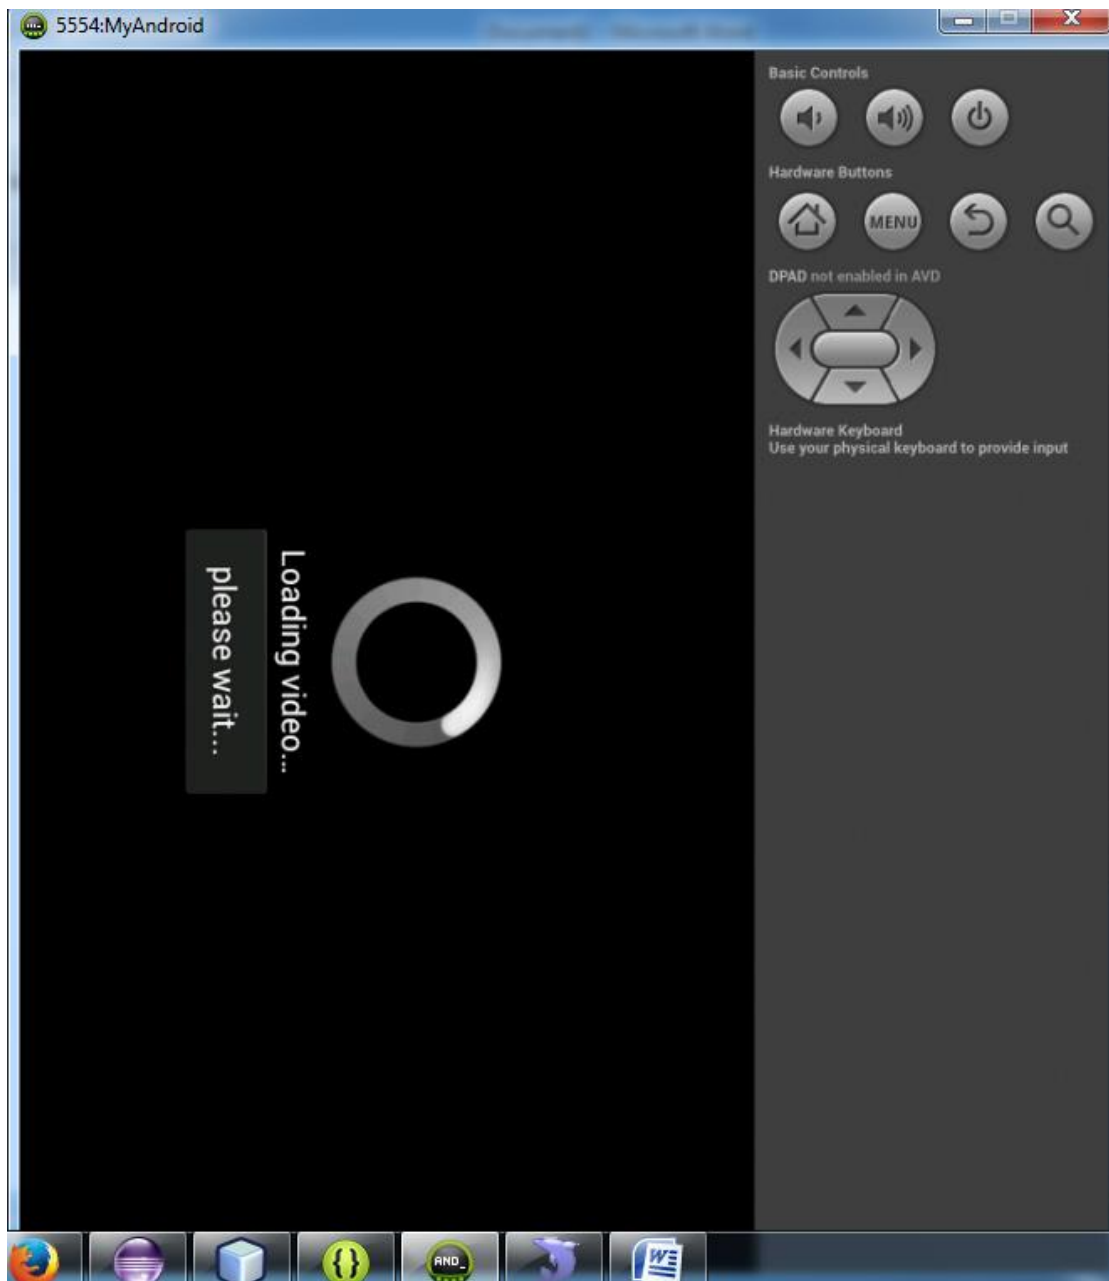 5554:MyAndroid
Basic Controls
Hardware Buttons
MENU
DPAD not enabled in AVD
Hardware Keyboard
Use your physical keyboard to provide input
Loading video...
please wait...
AND_